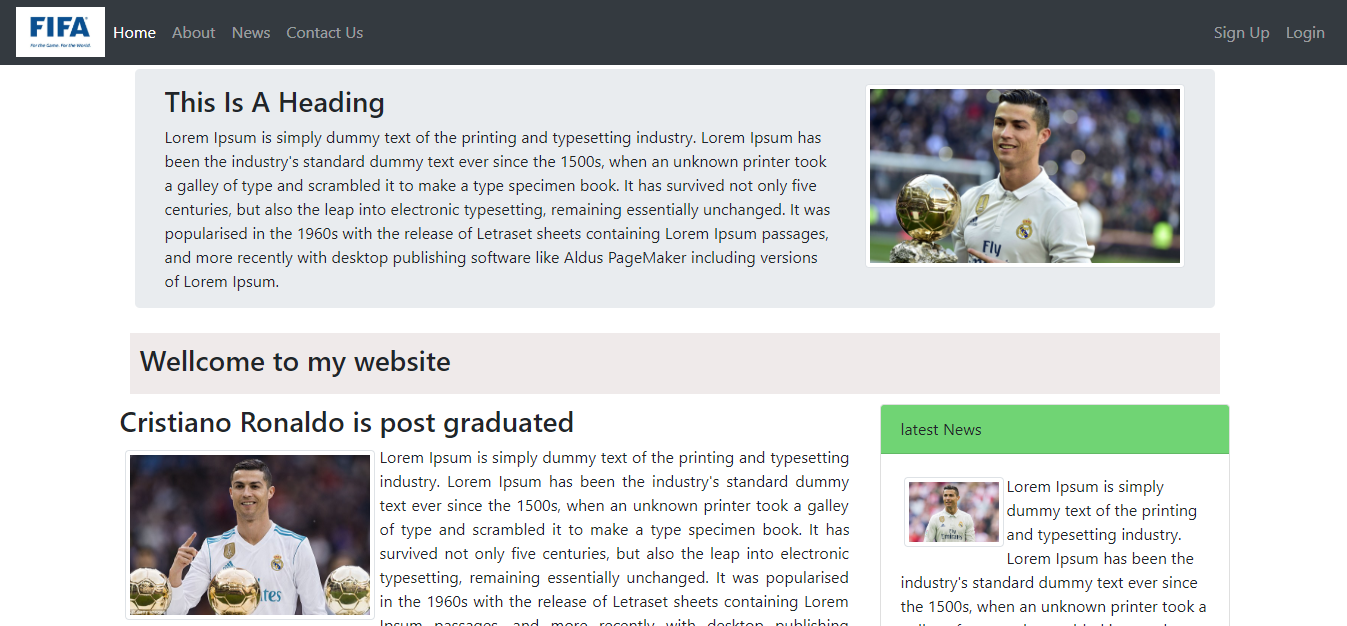 FIFA
For the Game. For the World.
Home About News Contact Us Sign Up Login
This Is A Heading
Lorem Ipsum is simply dummy text of the printing and typesetting industry. Lorem Ipsum has
been the industry's standard dummy text ever since the 1500s, when an unknown printer took
a galley of type and scrambled it to make a type specimen book. It has survived not only five
centuries, but also the leap into electronic typesetting, remaining essentially unchanged. It was
popularised in the 1960s with the release of Letraset sheets containing Lorem Ipsum passages,
and more recently with desktop publishing software like Aldus PageMaker including versions
of Lorem Ipsum.
Fly
Wellcome to my website
Cristiano Ronaldo is post graduated
Lorem Ipsum is simply dummy text of the printing and typesetting
industry. Lorem Ipsum has been the industry's standard dummy
text ever since the 1500s, when an unknown printer took a galley
of type and scrambled it to make a type specimen book. It has
survived not only five centuries, but also the leap into electronic
typesetting, remaining essentially unchanged. It was popularised
in the 1960s with the release of Letraset sheets containing Lorem
Ipsum passages, and more recently with desktop publishing
latest News
Lorem Ipsum is simply
dummy text of the printing
and typesetting industry.
Lorem Ipsum has been the
industry's standard dummy text ever since
the 1500s, when an unknown printer took a